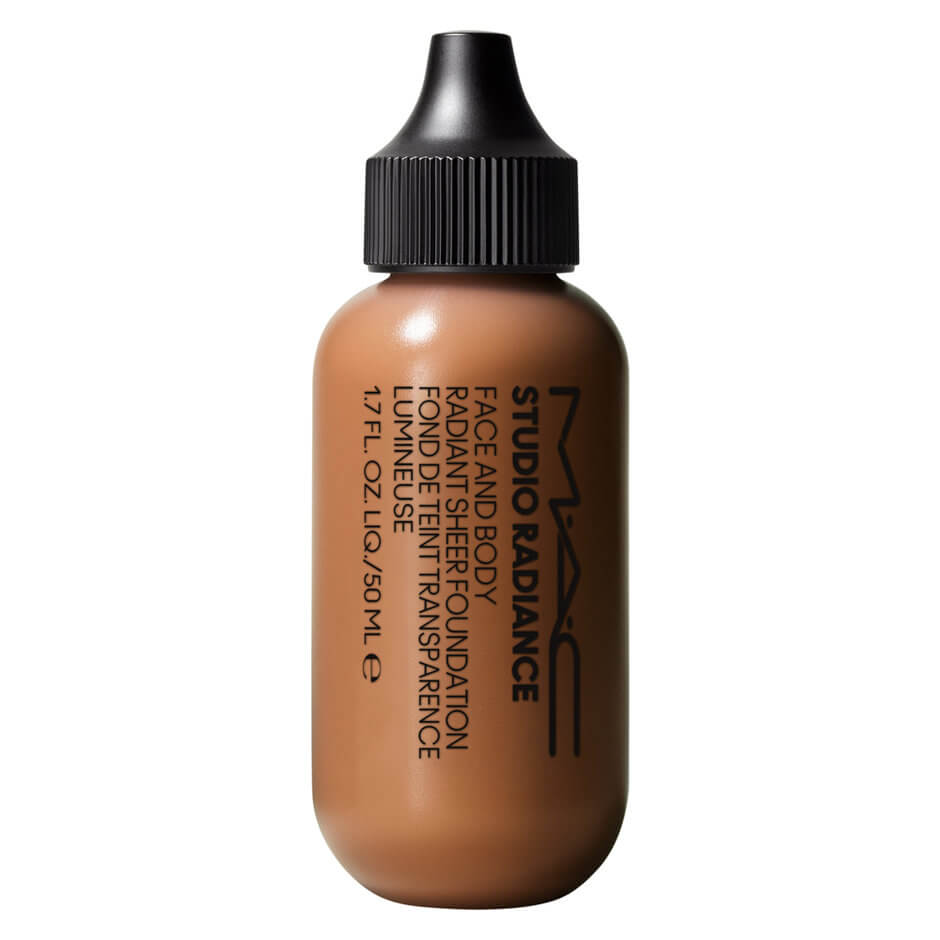 M·A·C
STUDIO RADIANCE
FACE AND BODY
RADIANT SHEER FOUNDATION
FOND DE TEINT TRANSPARENCE
LUMINEUSE
1.7 FL. OZ. LIQ./50 ML ℮